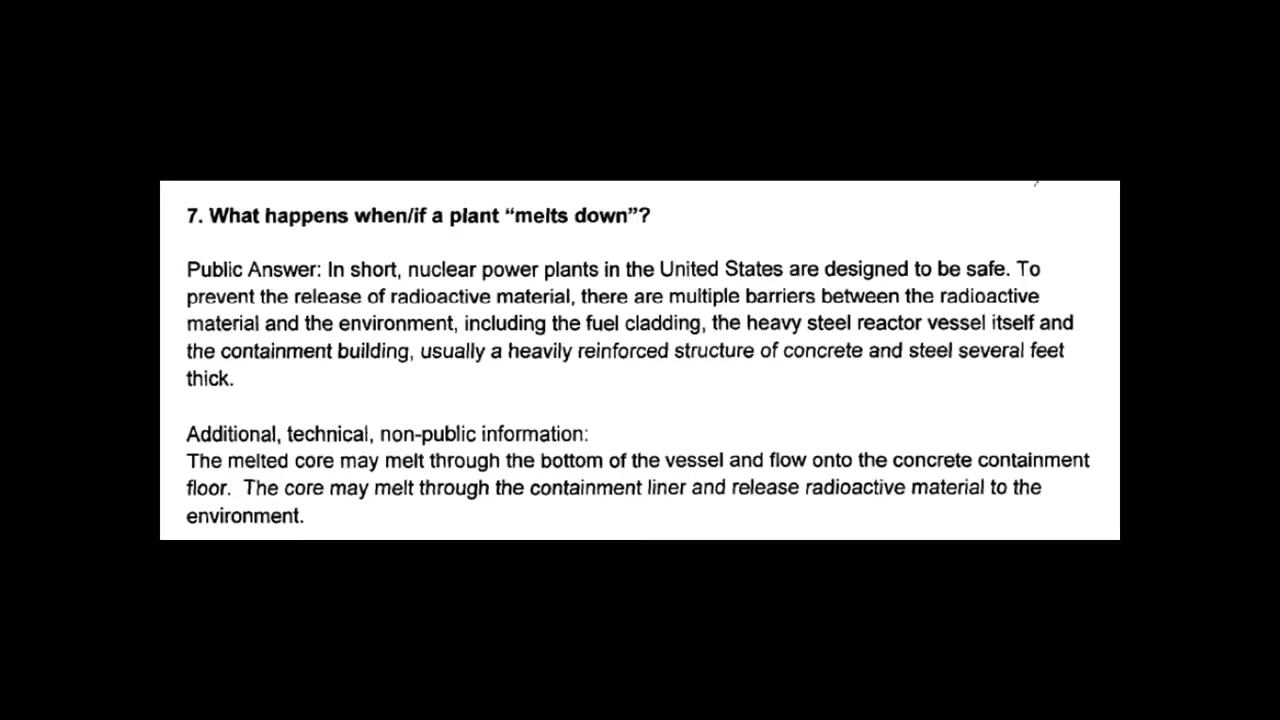 7. What happens when/if a plant “melts down”?
Public Answer: In short, nuclear power plants in the United States are designed to be safe. To
prevent the release of radioactive material, there are multiple barriers between the radioactive
material and the environment, including the fuel cladding, the heavy steel reactor vessel itself and
the containment building, usually a heavily reinforced structure of concrete and steel several feet
thick.
Additional, technical, non-public information:
The melted core may melt through the bottom of the vessel and flow onto the concrete containment
floor. The core may melt through the containment liner and release radioactive material to the
environment.